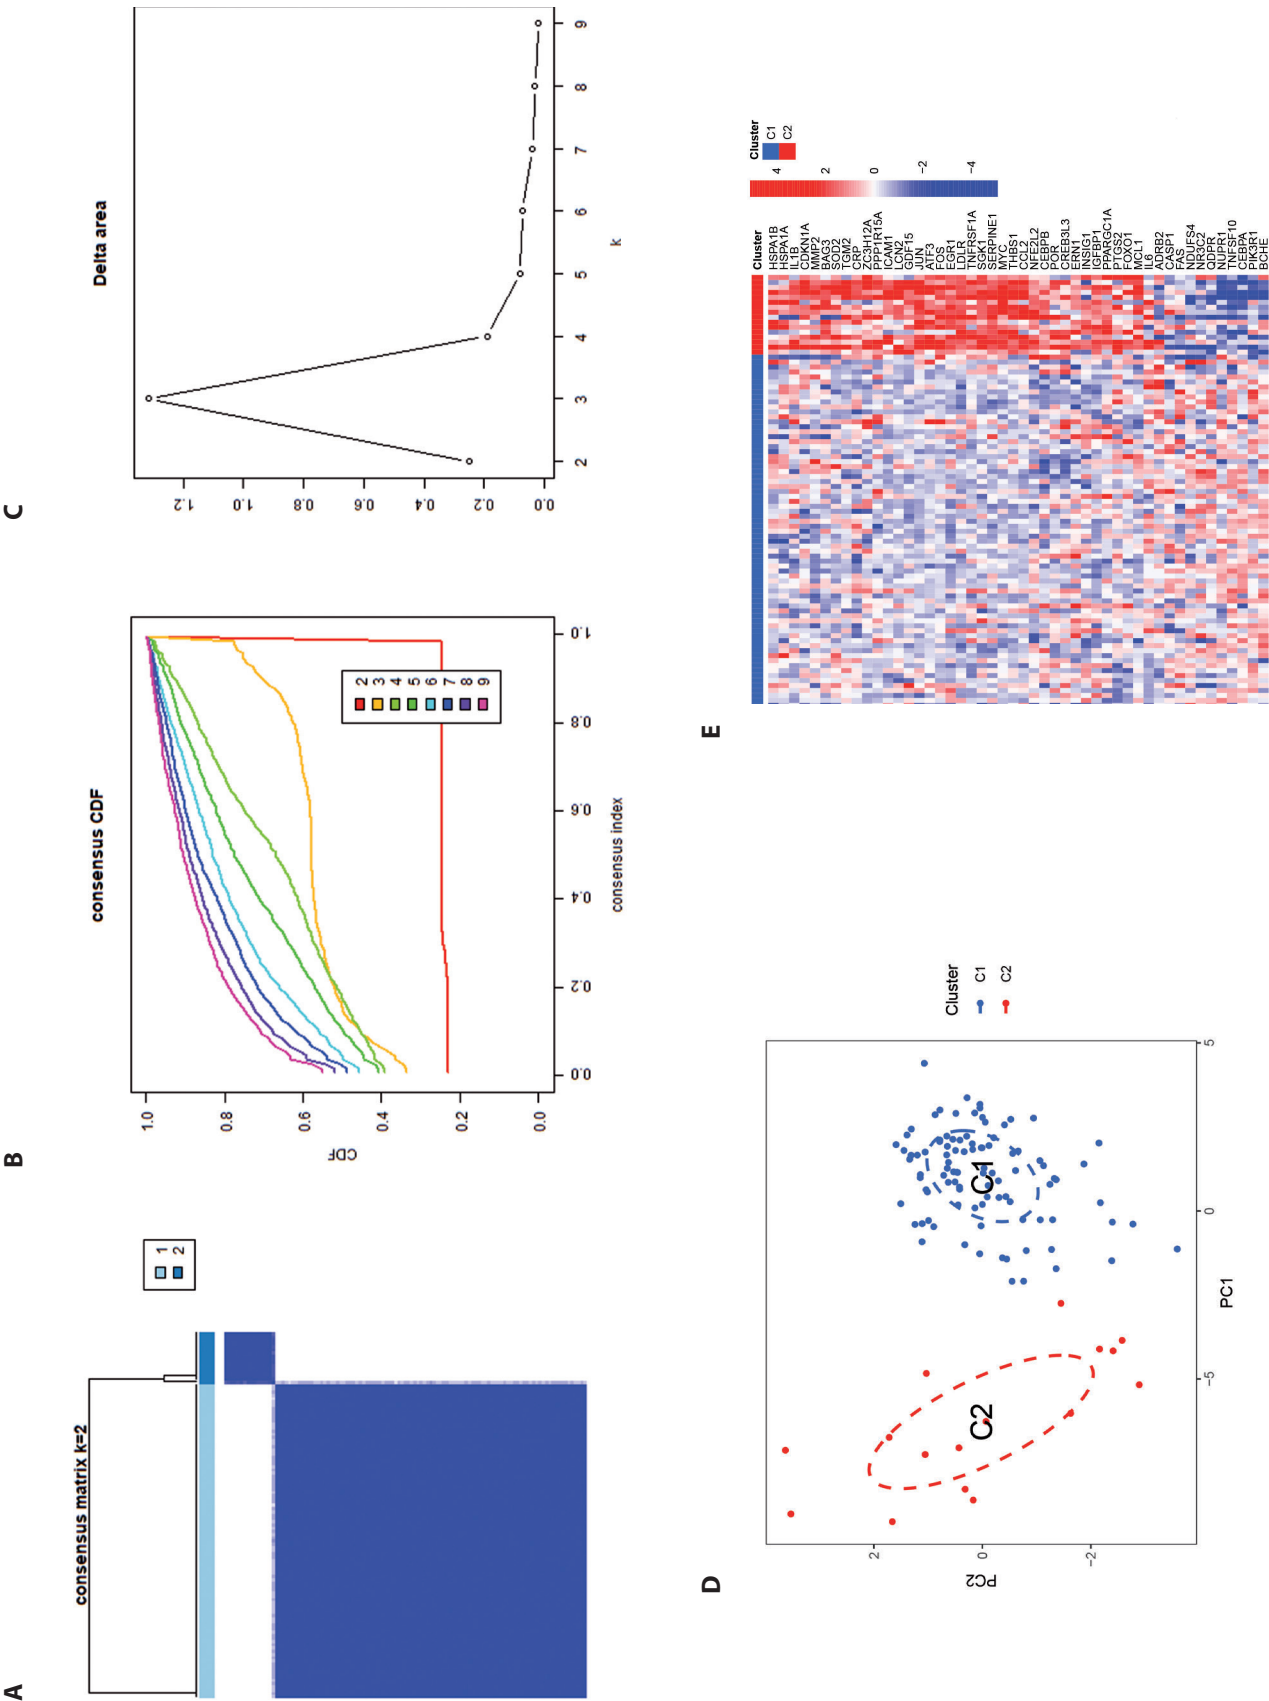 A
consensus matrix k=2
1
2
B
consensus CDF
CDF
1.0
0.8
0.6
0.4
0.2
0.0
0.0
0.2
0.4
0.6
0.8
1.0
consensus index
2
3
4
5
6
7
8
9
C
Delta area
0.0
0.2
0.4
0.6
0.8
1.0
1.2
2
3
4
5
6
7
8
9
k
D
PC2
2
0
−2
−5
0
5
PC1
C1
C2
Cluster
C1
C2
E
Cluster
HSPA1B
HSPA1A
IL1B
CDKN1A
MMP2
BAG3
SOD2
TGM2
CRP
ZC3H12A
PPP1R15A
ICAM1
LCN2
GDF15
JUN
ATF3
FOS
EGR1
LDLR
TNFRSF1A
SGK1
SERPINE1
MYC
THBS1
CCL2
NFE2L2
CEBPB
POR
CREB3L3
ERN1
INSIG1
IGFBP1
PPARGC1A
PTGS2
FOXO1
MCL1
IL6
ADRB2
CASP1
FAS
NDUFS4
NR3C2
QDPR
NUPR1
TNFSF10
CEBPA
PIK3R1
BCHE
4
2
0
−2
−4
Cluster
C1
C2